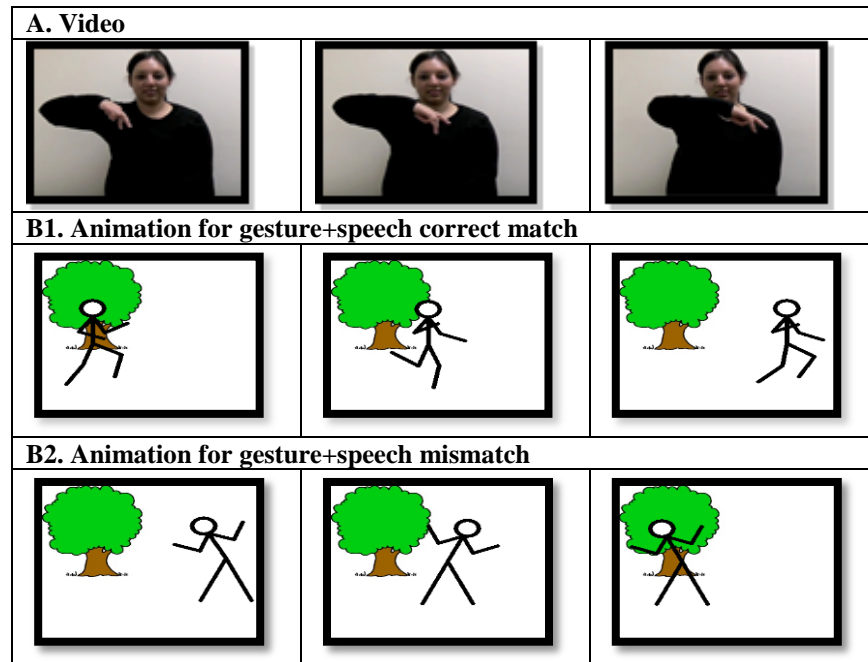 A. Video
B1. Animation for gesture+speech correct match
B2. Animation for gesture+speech mismatch